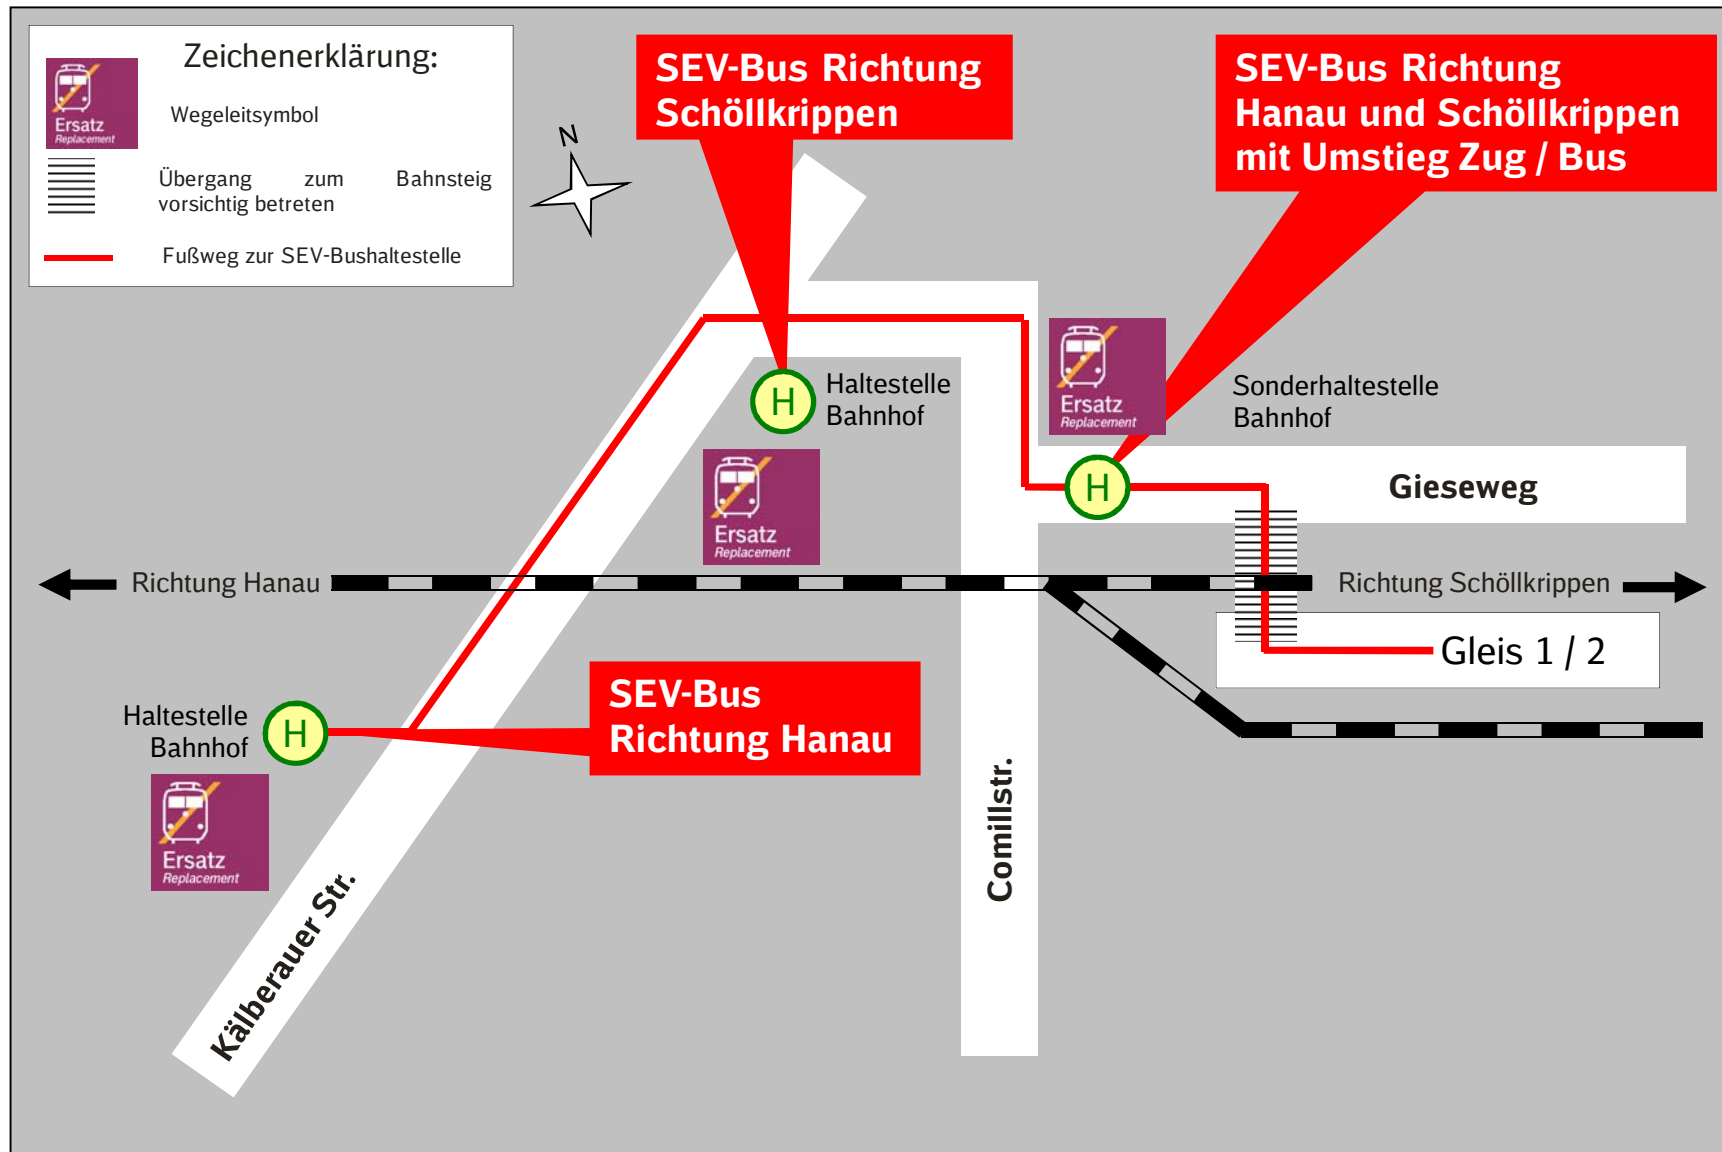 Zeichenerklärung:
Ersatz
Replacement
Wegeleitsymbol
Übergang zum Bahnsteig
vorsichtig betreten
Fußweg zur SEV-Bushaltestelle
N
SEV-Bus Richtung
Schöllkrippen
SEV-Bus Richtung
Hanau und Schöllkrippen
mit Umstieg Zug / Bus
H
Haltestelle
Bahnhof
Ersatz
Replacement
Ersatz
Replacement
Sonderhaltestelle
Bahnhof
H
Gieseweg
Richtung Hanau
Richtung Schöllkrippen
Gleis 1 / 2
SEV-Bus
Richtung Hanau
Haltestelle
Bahnhof
H
Ersatz
Replacement
Kälberauer Str.
Comillstr.